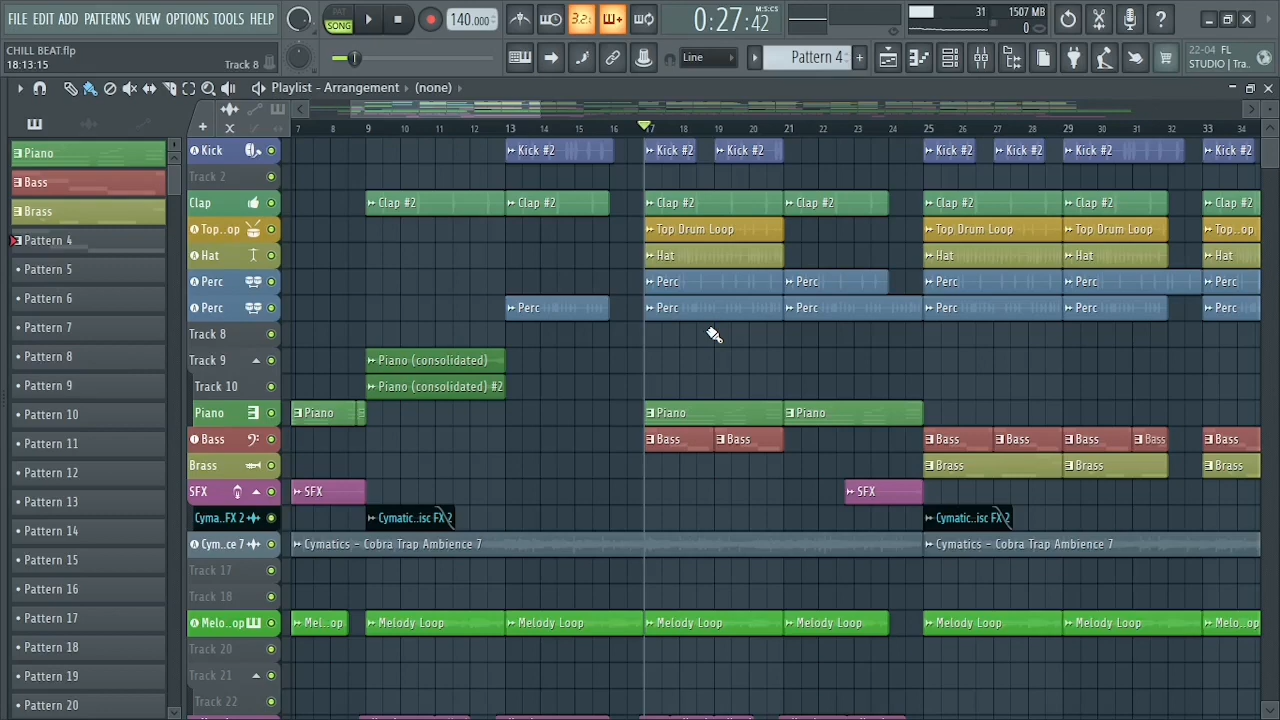 FILE EDIT ADD PATTERNS VIEW OPTIONS TOOLS HELP
CHILL BEAT.flp
18:13:15
Track 8
PAT
SONG
140.000
3.2:
0:27:42
M:S:CS
31
1507 MB
0
Line
Pattern 4
22-04 FL
STUDIO | Tra..
Playlist - Arrangement
(none)
7 8 9 10 11 12 13 14 15 16 17 18 19 20 21 22 23 24 25 26 27 28 29 30 31 32 33 34
Piano
Bass
Brass
Pattern 4
Pattern 5
Pattern 6
Pattern 7
Pattern 8
Pattern 9
Pattern 10
Pattern 11
Pattern 12
Pattern 13
Pattern 14
Pattern 15
Pattern 16
Pattern 17
Pattern 18
Pattern 19
Pattern 20
Kick Kick #2 Kick #2 Kick #2 Kick #2 Kick #2 Kick #2 Kick #2
Track 2
Clap Clap #2 Clap #2 Clap #2 Clap #2 Clap #2 Clap #2 Clap #2
Top..op Top Drum Loop Top Drum Loop Top Drum Loop Top..op
Hat Hat Hat Hat Hat
Perc Perc Perc Perc Perc Perc
Perc Perc Perc Perc Perc Perc Perc
Track 8
Track 9 Piano (consolidated)
Track 10 Piano (consolidated) #2
Piano Piano Piano Piano
Bass Bass Bass Bass Bass Bass Bass Bass
Brass Brass Brass Brass
SFX SFX SFX
Cyma..FX 2 Cymatic..isc FX 2 Cymatic..isc FX 2
Cym..ce 7 Cymatics - Cobra Trap Ambience 7 Cymatics - Cobra Trap Ambience 7
Track 17
Track 18
Melo..op Mel..op Melody Loop Melody Loop Melody Loop Melody Loop Melody Loop Melody Loop Melo..op
Track 20
Track 21
Track 22